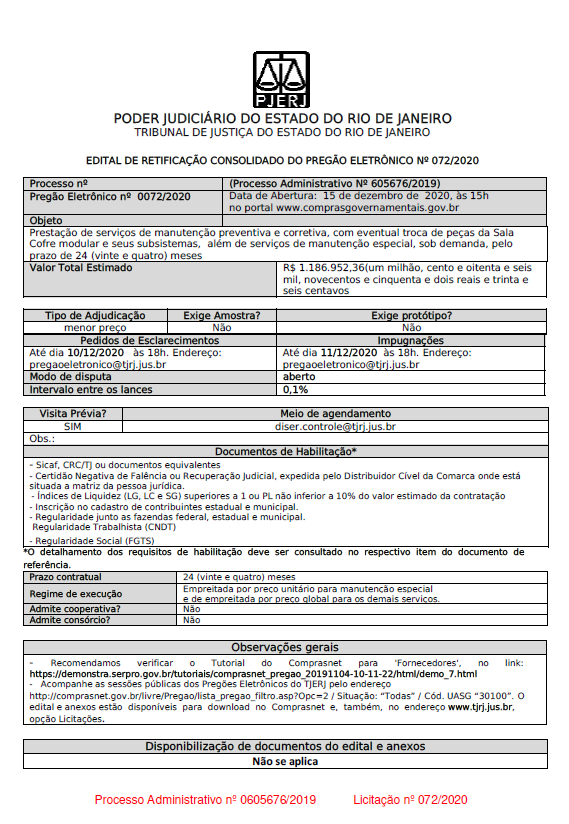 PJERJ
PODER JUDICIÁRIO DO ESTADO DO RIO DE JANEIRO
TRIBUNAL DE JUSTIÇA DO ESTADO DO RIO DE JANEIRO
EDITAL DE RETIFICAÇÃO CONSOLIDADO DO PREGÃO ELETRÔNICO Nº 072/2020
Processo nº (Processo Administrativo Nº 605676/2019)
Pregão Eletrônico nº 0072/2020 Data de Abertura: 15 de dezembro de 2020, às 15h
no portal www.comprasgovernamentais.gov.br
Objeto
Prestação de serviços de manutenção preventiva e corretiva, com eventual troca de peças da Sala
Cofre modular e seus subsistemas, além de serviços de manutenção especial, sob demanda, pelo
prazo de 24 (vinte e quatro) meses
Valor Total Estimado R$ 1.186.952,36(um milhão, cento e oitenta e seis
mil, novecentos e cinquenta e dois reais e trinta e
seis centavos
Tipo de Adjudicação Exige Amostra? Exige protótipo?
menor preço Não Não
Pedidos de Esclarecimentos Impugnações
Até dia 10/12/2020 às 18h. Endereço: Até dia 11/12/2020 às 18h. Endereço:
pregaoeletronico@tjrj.jus.br pregaoeletronico@tjrj.jus.br
Modo de disputa aberto
Intervalo entre os lances 0,1%
Visita Prévia? Meio de agendamento
SIM diser.controle@tjrj.jus.br
Obs.:
Documentos de Habilitação*
- Sicaf, CRC/TJ ou documentos equivalentes
- Certidão Negativa de Falência ou Recuperação Judicial, expedida pelo Distribuidor Cível da Comarca onde está
situada a matriz da pessoa jurídica.
- Índices de Liquidez (LG, LC e SG) superiores a 1 ou PL não inferior a 10% do valor estimado da contratação
- Inscrição no cadastro de contribuintes estadual e municipal.
- Regularidade junto as fazendas federal, estadual e municipal.
Regularidade Trabalhista (CNDT)
- Regularidade Social (FGTS)
*O detalhamento dos requisitos de habilitação deve ser consultado no respectivo item do documento de
referência.
Prazo contratual 24 (vinte e quatro) meses
Regime de execução Empreitada por preço unitário para manutenção especial
e de empreitada por preço global para os demais serviços.
Admite cooperativa? Não
Admite consórcio? Não
Observações gerais
- Recomendamos verificar o Tutorial do Comprasnet para 'Fornecedores', no link:
https://demonstra.serpro.gov.br/tutoriais/comprasnet_pregao_20191104-10-11-22/html/demo_7.html
- Acompanhe as sessões públicas dos Pregões Eletrônicos do TJERJ pelo endereço
http://comprasnet.gov.br/livre/Pregao/lista_pregao_filtro.asp?Opc=2 / Situação: “Todas” / Cód. UASG “30100”. O
edital e anexos estão disponíveis para download no Comprasnet e, também, no endereço www.tjrj.jus.br,
opção Licitações.
Disponibilização de documentos do edital e anexos
Não se aplica
Processo Administrativo nº 0605676/2019 Licitação nº 072/2020